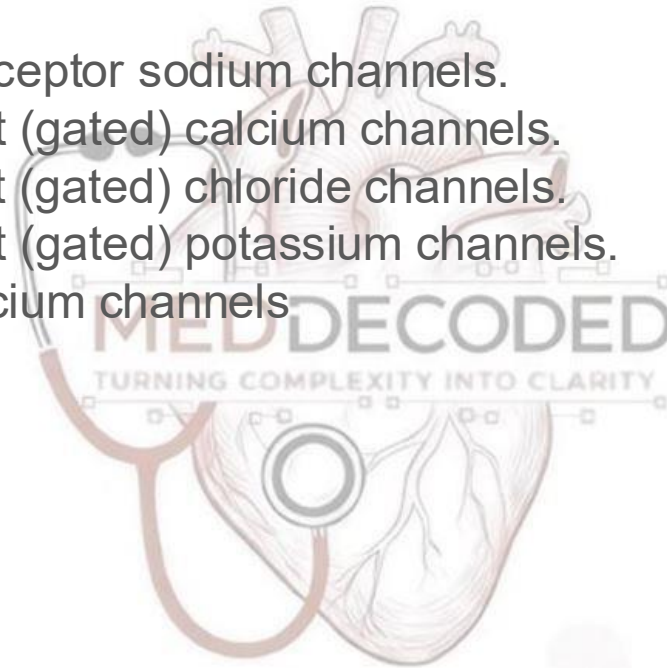 ceptor sodium channels.
t (gated) calcium channels.
t (gated) chloride channels.
t (gated) potassium channels.
cium channels
MEDDECODED
TURNING COMPLEXITY INTO CLARITY